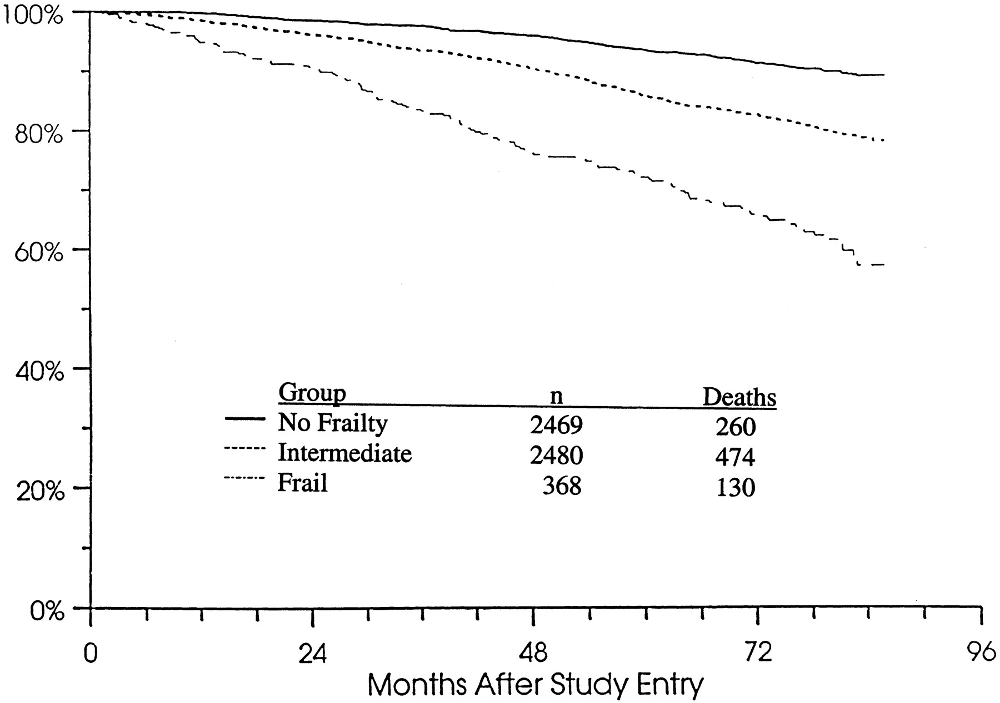 100%
80%
60%
40%
20%
0%
Group n Deaths
No Frailty 2469 260
Intermediate 2480 474
Frail 368 130
0 24 48 72 96
Months After Study Entry